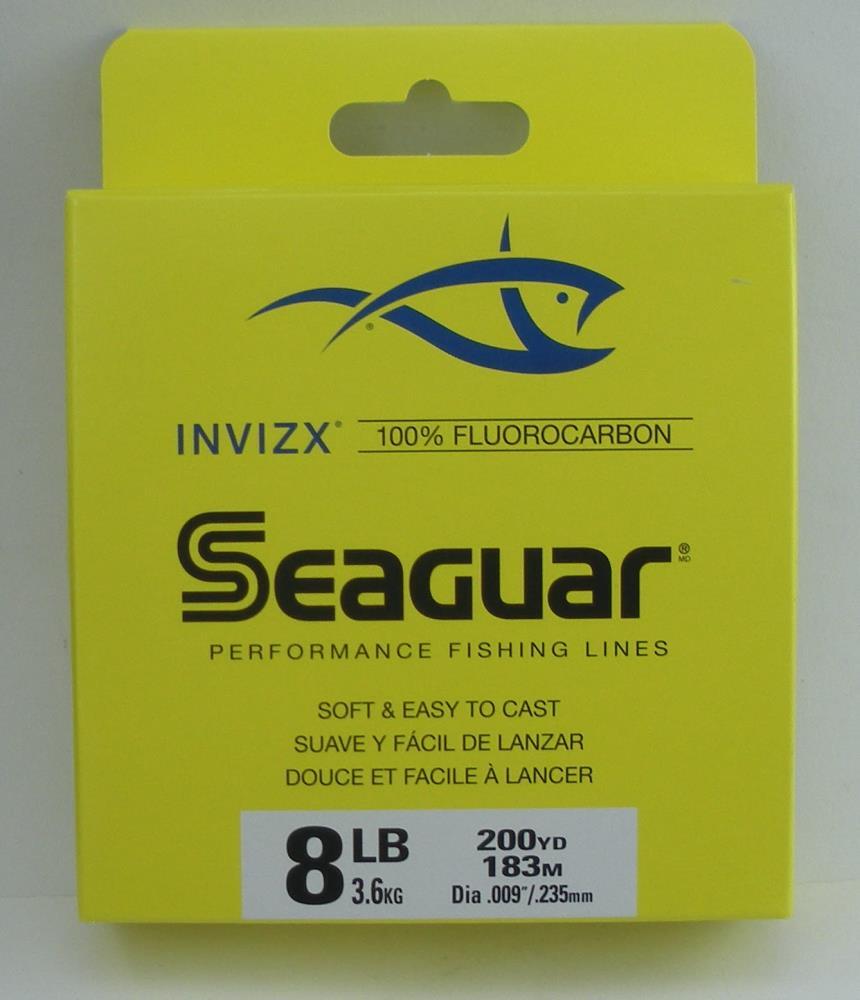 ®
INVIZX® 100% FLUOROCARBON
SEAGUAR® MD
PERFORMANCE FISHING LINES
SOFT & EASY TO CAST
SUAVE Y FÁCIL DE LANZAR
DOUCE ET FACILE À LANCER
8 LB 200YD
3.6KG 183M
Dia .009"/.235mm